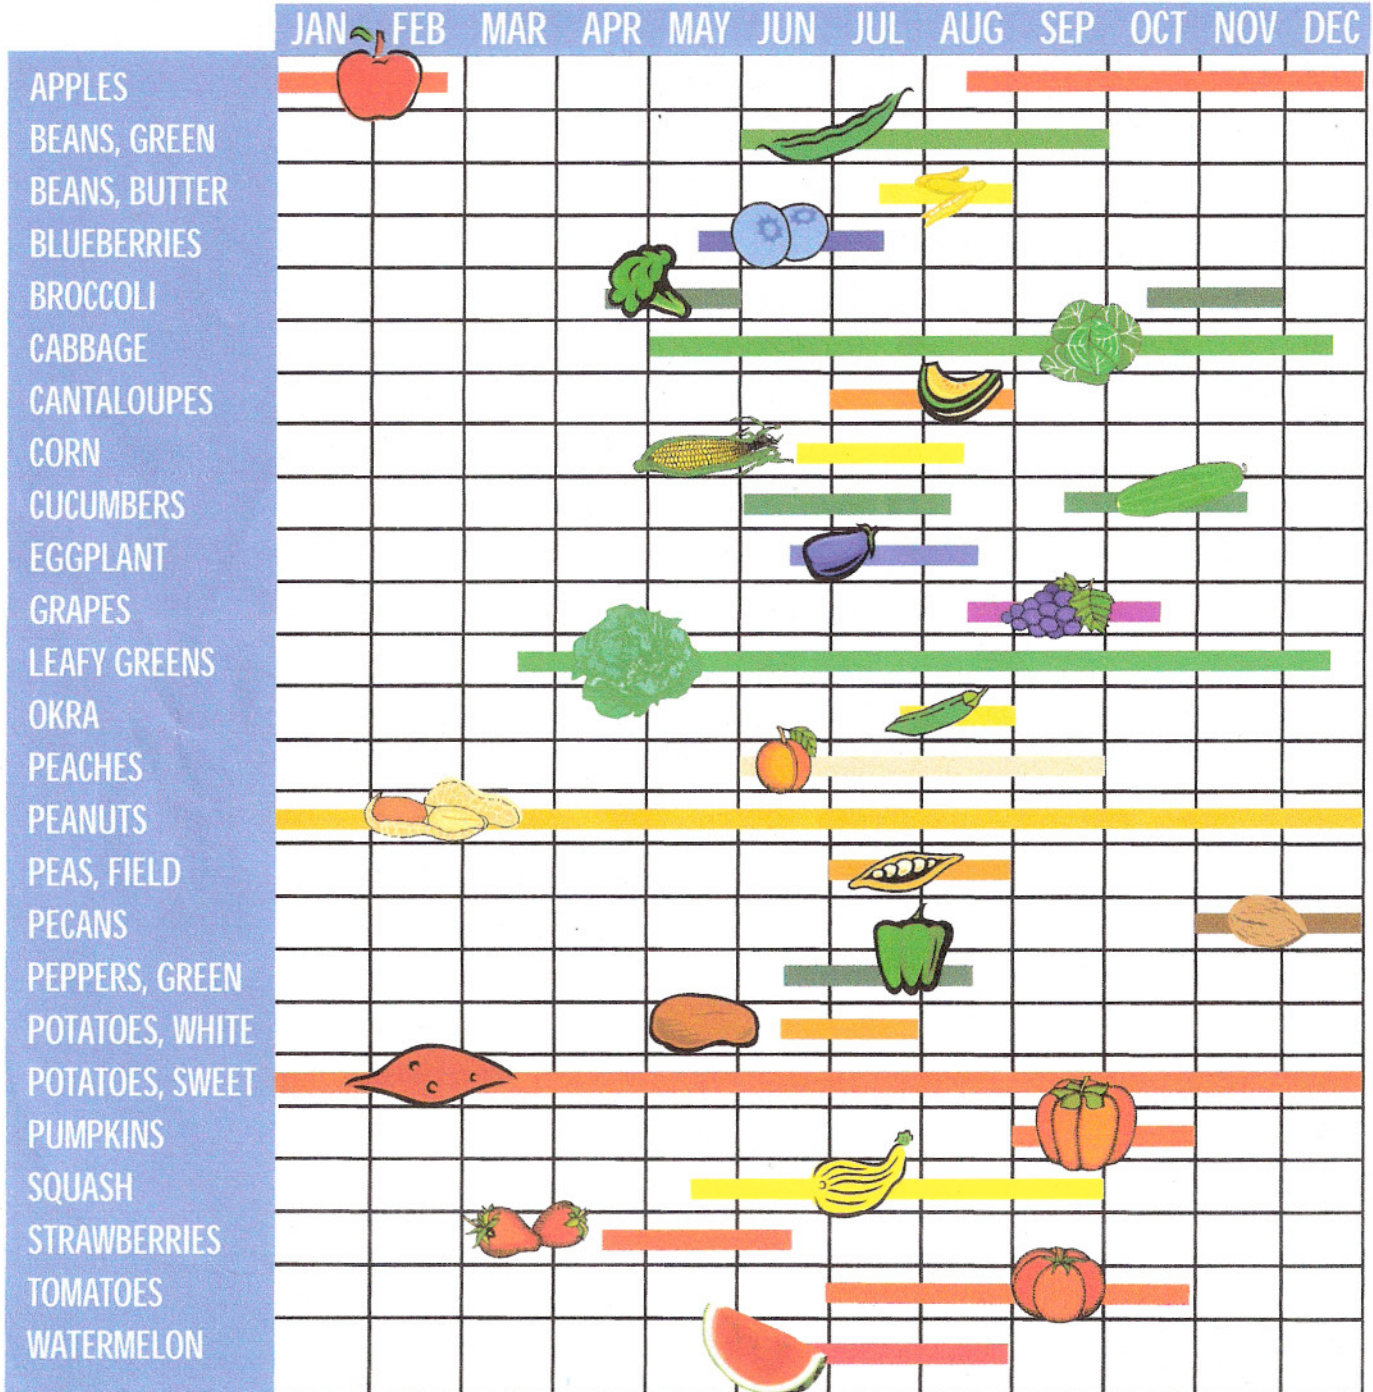 JAN FEB MAR APR MAY JUN JUL AUG SEP OCT NOV DEC
APPLES
BEANS, GREEN
BEANS, BUTTER
BLUEBERRIES
BROCCOLI
CABBAGE
CANTALOUPES
CORN
CUCUMBERS
EGGPLANT
GRAPES
LEAFY GREENS
OKRA
PEACHES
PEANUTS
PEAS, FIELD
PECANS
PEPPERS, GREEN
POTATOES, WHITE
POTATOES, SWEET
PUMPKINS
SQUASH
STRAWBERRIES
TOMATOES
WATERMELON